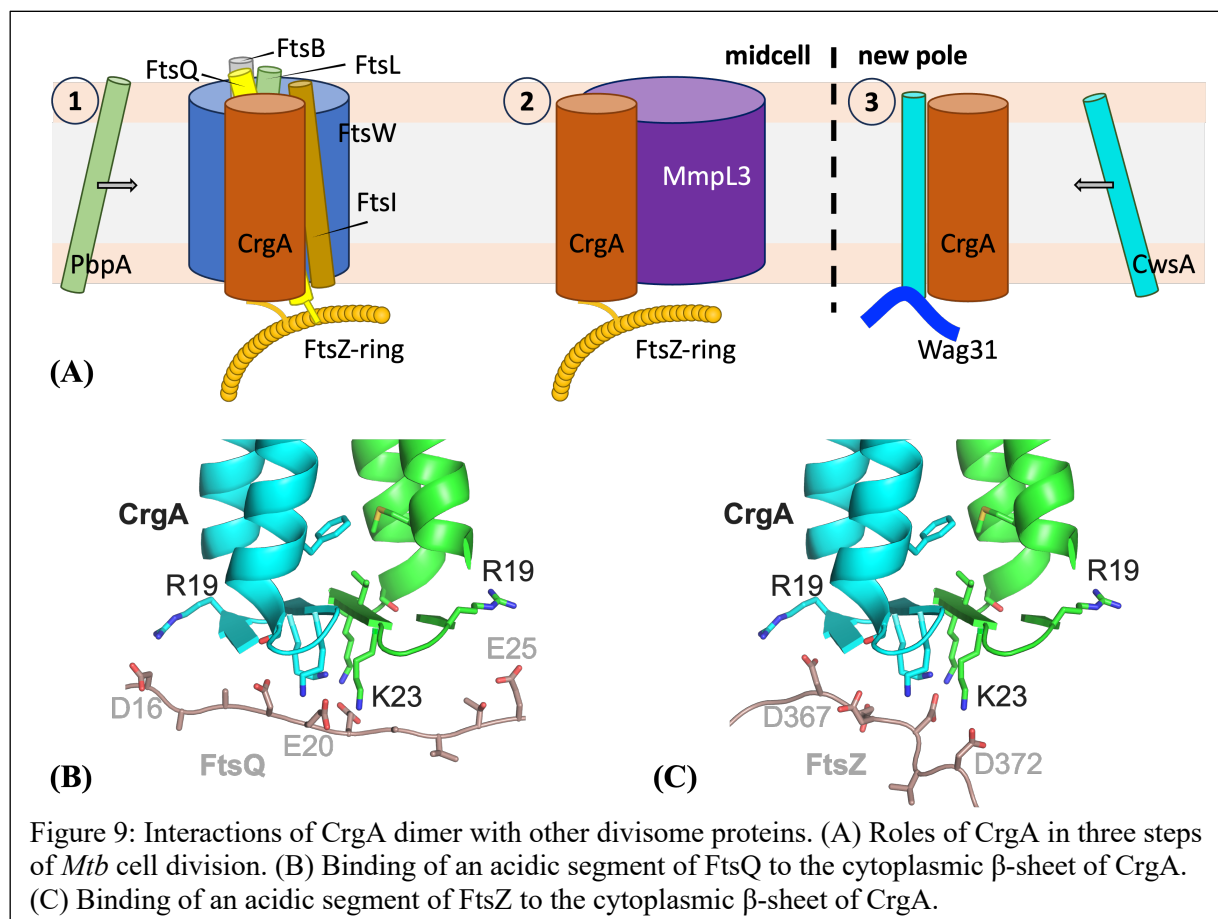 FtsB
FtsQ
FtsL
midcell
new pole
1
2
3
FtsW
MmpL3
FtsI
CrgA
CrgA
CrgA
PbpA
CwsA
FtsZ-ring
FtsZ-ring
Wag31
(A)
CrgA
R19
R19
E25
D16
K23
E20
FtsQ
(B)
CrgA
R19
R19
K23
D367
FtsZ
D372
(C)
Figure 9: Interactions of CrgA dimer with other divisome proteins. (A) Roles of CrgA in three steps
of Mtb cell division. (B) Binding of an acidic segment of FtsQ to the cytoplasmic β-sheet of CrgA.
(C) Binding of an acidic segment of FtsZ to the cytoplasmic β-sheet of CrgA.